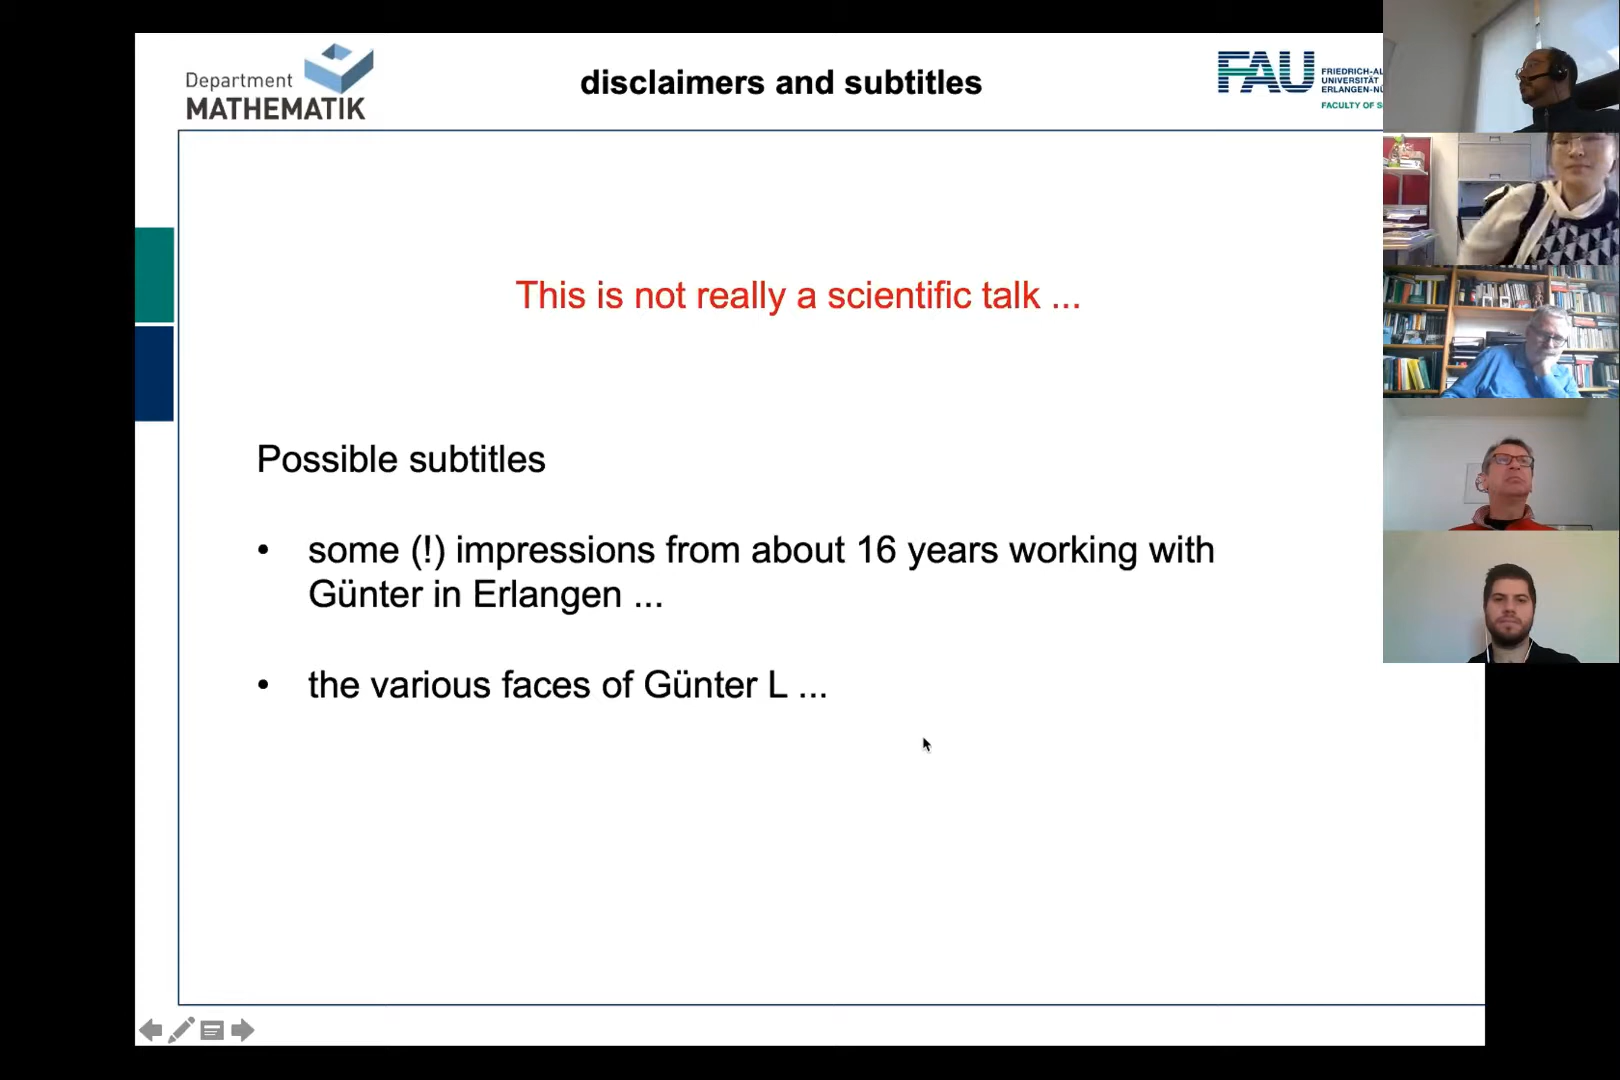 Department
MATHEMATIK
disclaimers and subtitles
FAU
FRIEDRICH-AL
UNIVERSITÄT
ERLANGEN-NÜ
FACULTY OF S
This is not really a scientific talk ...
Possible subtitles
• some (!) impressions from about 16 years working with
Günter in Erlangen ...
• the various faces of Günter L ...